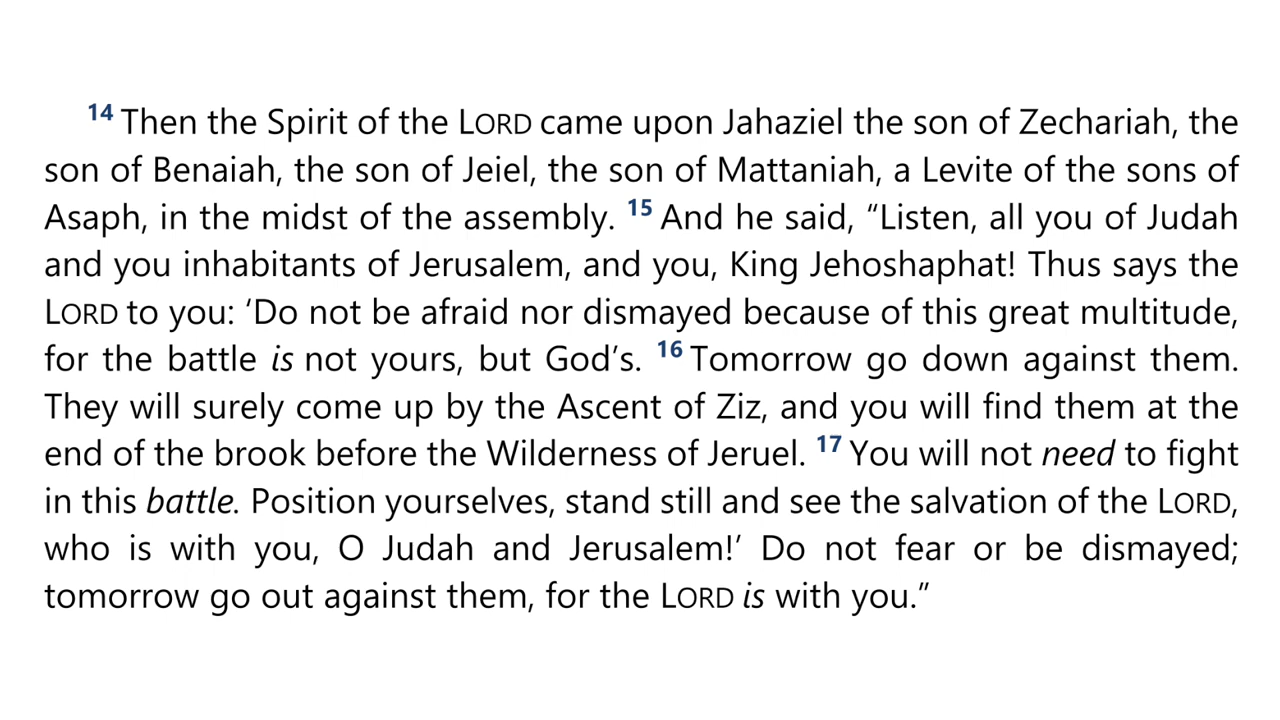 14 Then the Spirit of the LORD came upon Jahaziel the son of Zechariah, the
son of Benaiah, the son of Jeiel, the son of Mattaniah, a Levite of the sons of
Asaph, in the midst of the assembly. 15 And he said, “Listen, all you of Judah
and you inhabitants of Jerusalem, and you, King Jehoshaphat! Thus says the
LORD to you: ‘Do not be afraid nor dismayed because of this great multitude,
for the battle is not yours, but God’s. 16 Tomorrow go down against them.
They will surely come up by the Ascent of Ziz, and you will find them at the
end of the brook before the Wilderness of Jeruel. 17 You will not need to fight
in this battle. Position yourselves, stand still and see the salvation of the LORD,
who is with you, O Judah and Jerusalem!’ Do not fear or be dismayed;
tomorrow go out against them, for the LORD is with you.”